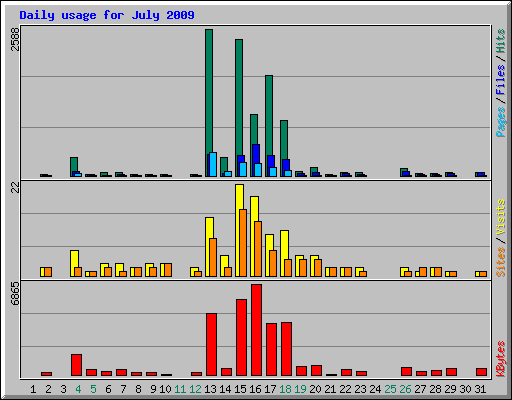 Daily usage for July 2009
2588
Pages/Files/Hits
22
Sites/Visits
6865
KBytes
1 2 3 4 5 6 7 8 9 10 11 12 13 14 15 16 17 18 19 20 21 22 23 24 25 26 27 28 29 30 31